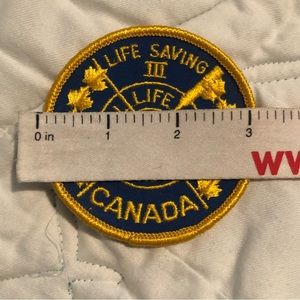 LIFE SAVING
III
LIFE
0 in 1 2 3
WW
CANADA